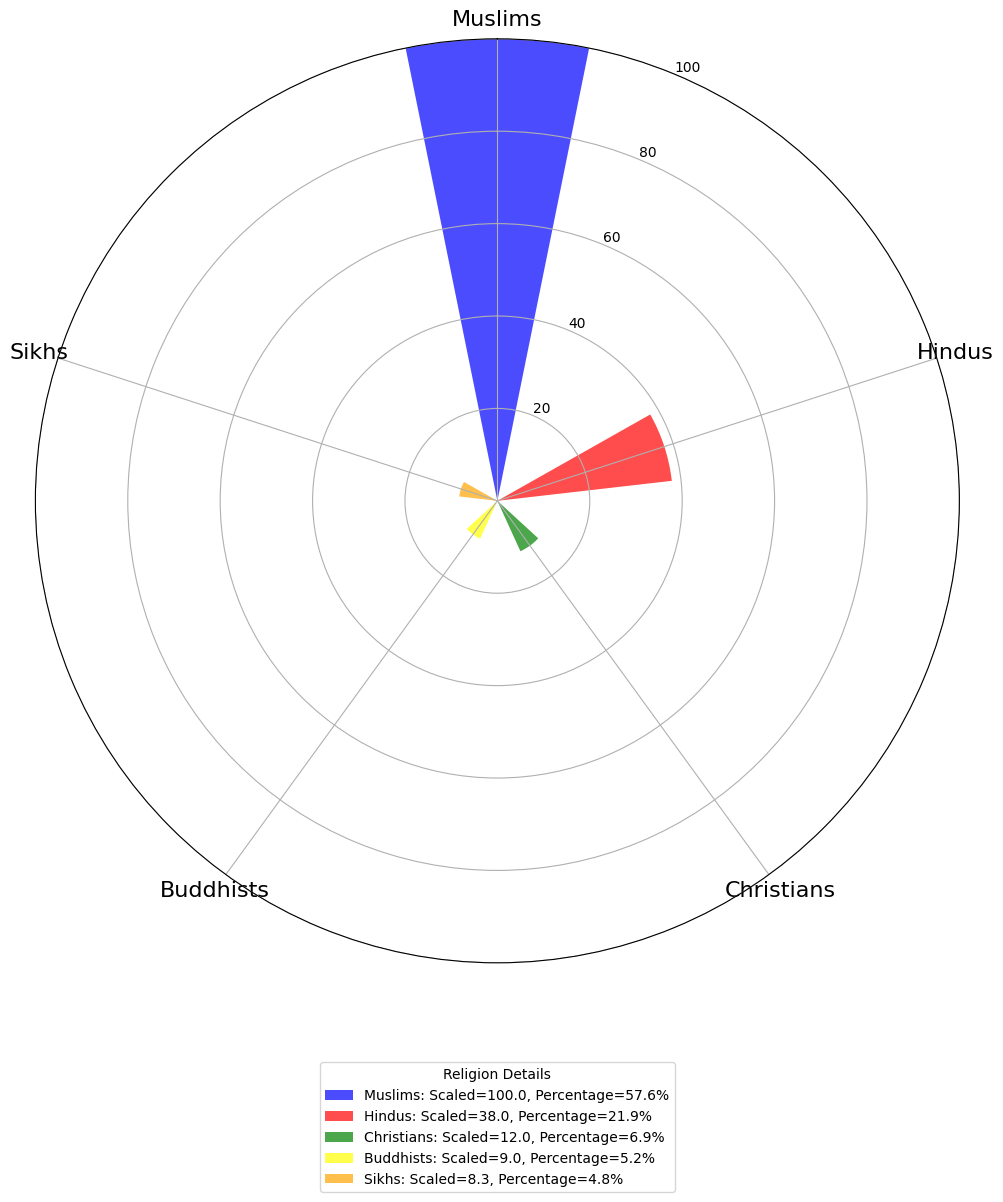 Muslims
100
80
60
40
20
Sikhs
Hindus
Buddhists
Christians
Religion Details
Muslims: Scaled=100.0, Percentage=57.6%
Hindus: Scaled=38.0, Percentage=21.9%
Christians: Scaled=12.0, Percentage=6.9%
Buddhists: Scaled=9.0, Percentage=5.2%
Sikhs: Scaled=8.3, Percentage=4.8%